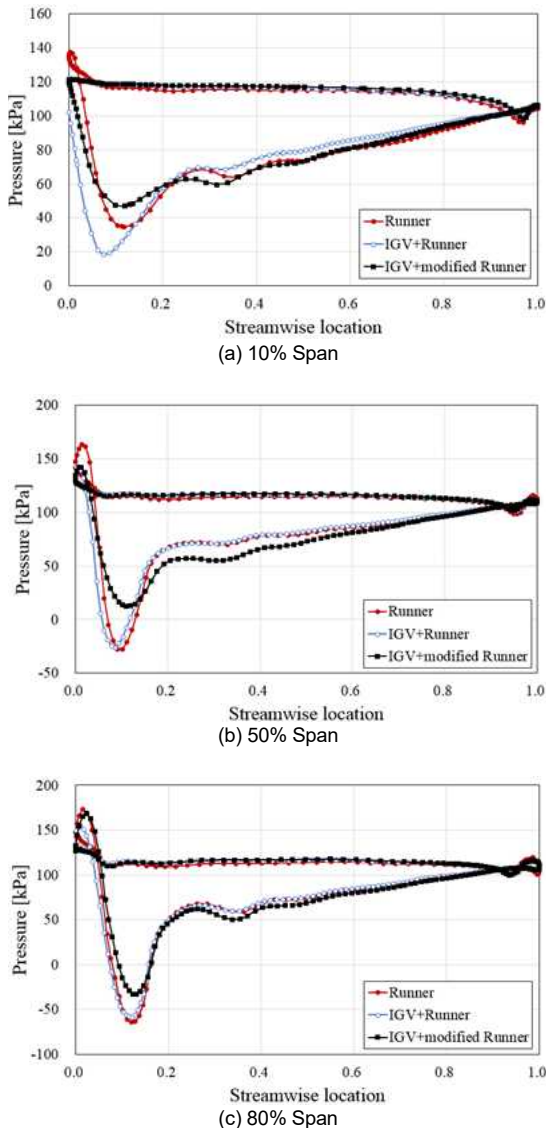 160
140
120
100
80
60
40
20
0
Pressure [kPa]
Runner
IGV+Runner
IGV+modified Runner
0.0 0.2 0.4 0.6 0.8 1.0
Streamwise location
(a) 10% Span
200
150
100
50
0
-50
Pressure [kPa]
Runner
IGV+Runner
IGV+modified Runner
0.0 0.2 0.4 0.6 0.8 1.0
Streamwise location
(b) 50% Span
200
150
100
50
0
-50
-100
Pressure [kPa]
Runner
IGV+Runner
IGV+modified Runner
0.0 0.2 0.4 0.6 0.8 1.0
Streamwise location
(c) 80% Span